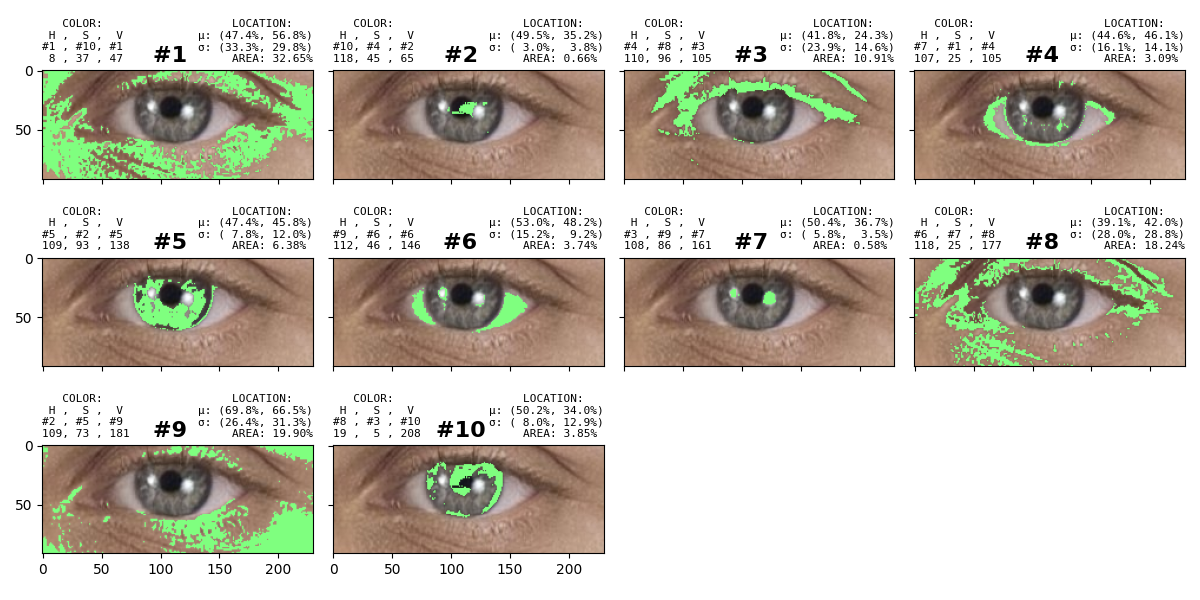 COLOR: LOCATION:
H , S , V μ: (47.4%, 56.8%)
#1 , #10, #1 #1 σ: (33.3%, 29.8%)
8 , 37 , 47 AREA: 32.65%
COLOR: LOCATION:
H , S , V μ: (49.5%, 35.2%)
#10, #4 , #2 #2 σ: ( 3.0%, 3.8%)
118, 45 , 65 AREA: 0.66%
COLOR: LOCATION:
H , S , V μ: (41.8%, 24.3%)
#4 , #8 , #3 #3 σ: (23.9%, 14.6%)
110, 96 , 105 AREA: 10.91%
COLOR: LOCATION:
H , S , V μ: (44.6%, 46.1%)
#7 , #1 , #4 #4 σ: (16.1%, 14.1%)
107, 25 , 105 AREA: 3.09%
0
50
COLOR: LOCATION:
H , S , V μ: (47.4%, 45.8%)
#5 , #2 , #5 #5 σ: ( 7.8%, 12.0%)
109, 93 , 138 AREA: 6.38%
COLOR: LOCATION:
H , S , V μ: (53.0%, 48.2%)
#9 , #6 , #6 #6 σ: (15.2%, 9.2%)
112, 46 , 146 AREA: 3.74%
COLOR: LOCATION:
H , S , V μ: (50.4%, 36.7%)
#3 , #9 , #7 #7 σ: ( 5.8%, 3.5%)
108, 86 , 161 AREA: 0.58%
COLOR: LOCATION:
H , S , V μ: (39.1%, 42.0%)
#6 , #7 , #8 #8 σ: (28.0%, 28.8%)
118, 25 , 177 AREA: 18.24%
0
50
COLOR: LOCATION:
H , S , V μ: (69.8%, 66.5%)
#2 , #5 , #9 #9 σ: (26.4%, 31.3%)
109, 73 , 181 AREA: 19.90%
COLOR: LOCATION:
H , S , V μ: (50.2%, 34.0%)
#8 , #3 , #10 #10 σ: ( 8.0%, 12.9%)
19 , 5 , 208 AREA: 3.85%
0
50
0 50 100 150 200
0 50 100 150 200